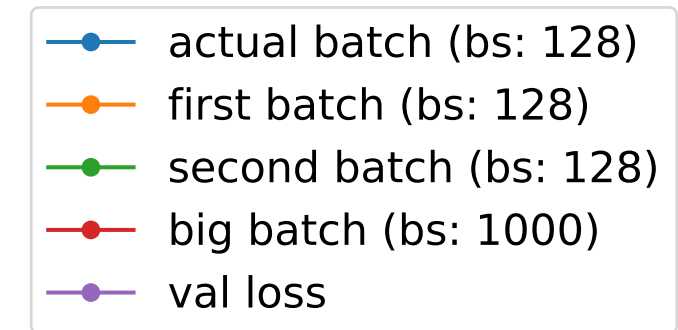 actual batch (bs: 128)
first batch (bs: 128)
second batch (bs: 128)
big batch (bs: 1000)
val loss